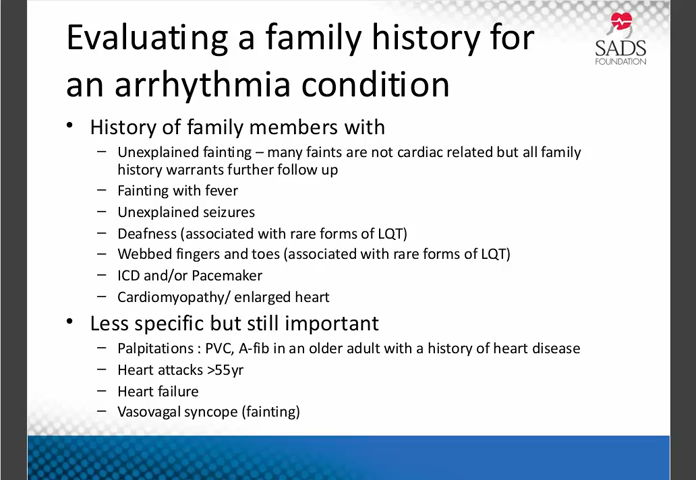 Evaluating a family history for
an arrhythmia condition
SADS
FOUNDATION
• History of family members with
– Unexplained fainting – many faints are not cardiac related but all family
history warrants further follow up
– Fainting with fever
– Unexplained seizures
– Deafness (associated with rare forms of LQT)
– Webbed fingers and toes (associated with rare forms of LQT)
– ICD and/or Pacemaker
– Cardiomyopathy/ enlarged heart
• Less specific but still important
– Palpitations : PVC, A-fib in an older adult with a history of heart disease
– Heart attacks >55yr
– Heart failure
– Vasovagal syncope (fainting)